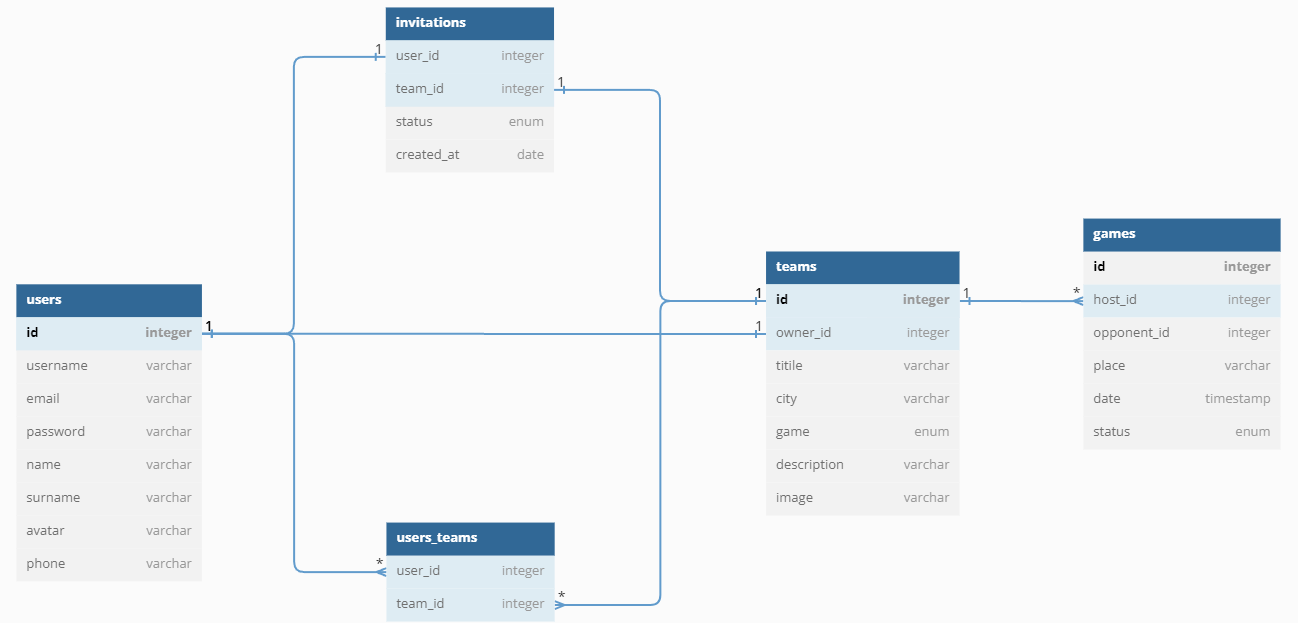 invitations
user_id integer
team_id integer
status enum
created_at date
1
1
users
id integer
username varchar
email varchar
password varchar
name varchar
surname varchar
avatar varchar
phone varchar
1
users_teams
user_id integer
team_id integer
*
*
teams
id integer
owner_id integer
titile varchar
city varchar
game enum
description varchar
image varchar
1
1
1
games
id integer
host_id integer
opponent_id integer
place varchar
date timestamp
status enum
*